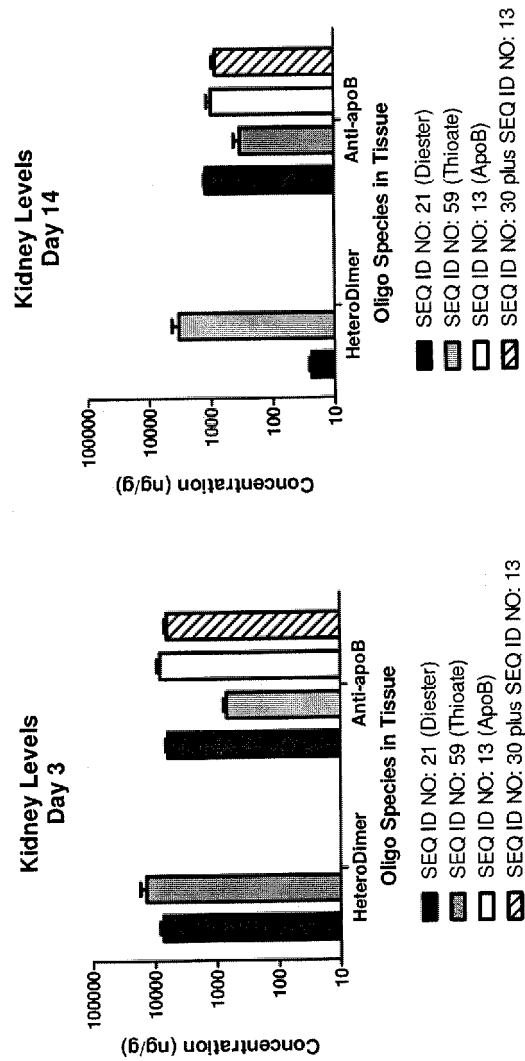 Kidney Levels
Day 3
Concentration (ng/g)
100000
10000
1000
100
10
HeteroDimer
Anti-apoB
Oligo Species in Tissue
SEQ ID NO: 21 (Diester)
SEQ ID NO: 59 (Thioate)
SEQ ID NO: 13 (ApoB)
SEQ ID NO: 30 plus SEQ ID NO: 13
Kidney Levels
Day 14
Concentration (ng/g)
100000
10000
1000
100
10
HeteroDimer
Anti-apoB
Oligo Species in Tissue
SEQ ID NO: 21 (Diester)
SEQ ID NO: 59 (Thioate)
SEQ ID NO: 13 (ApoB)
SEQ ID NO: 30 plus SEQ ID NO: 13